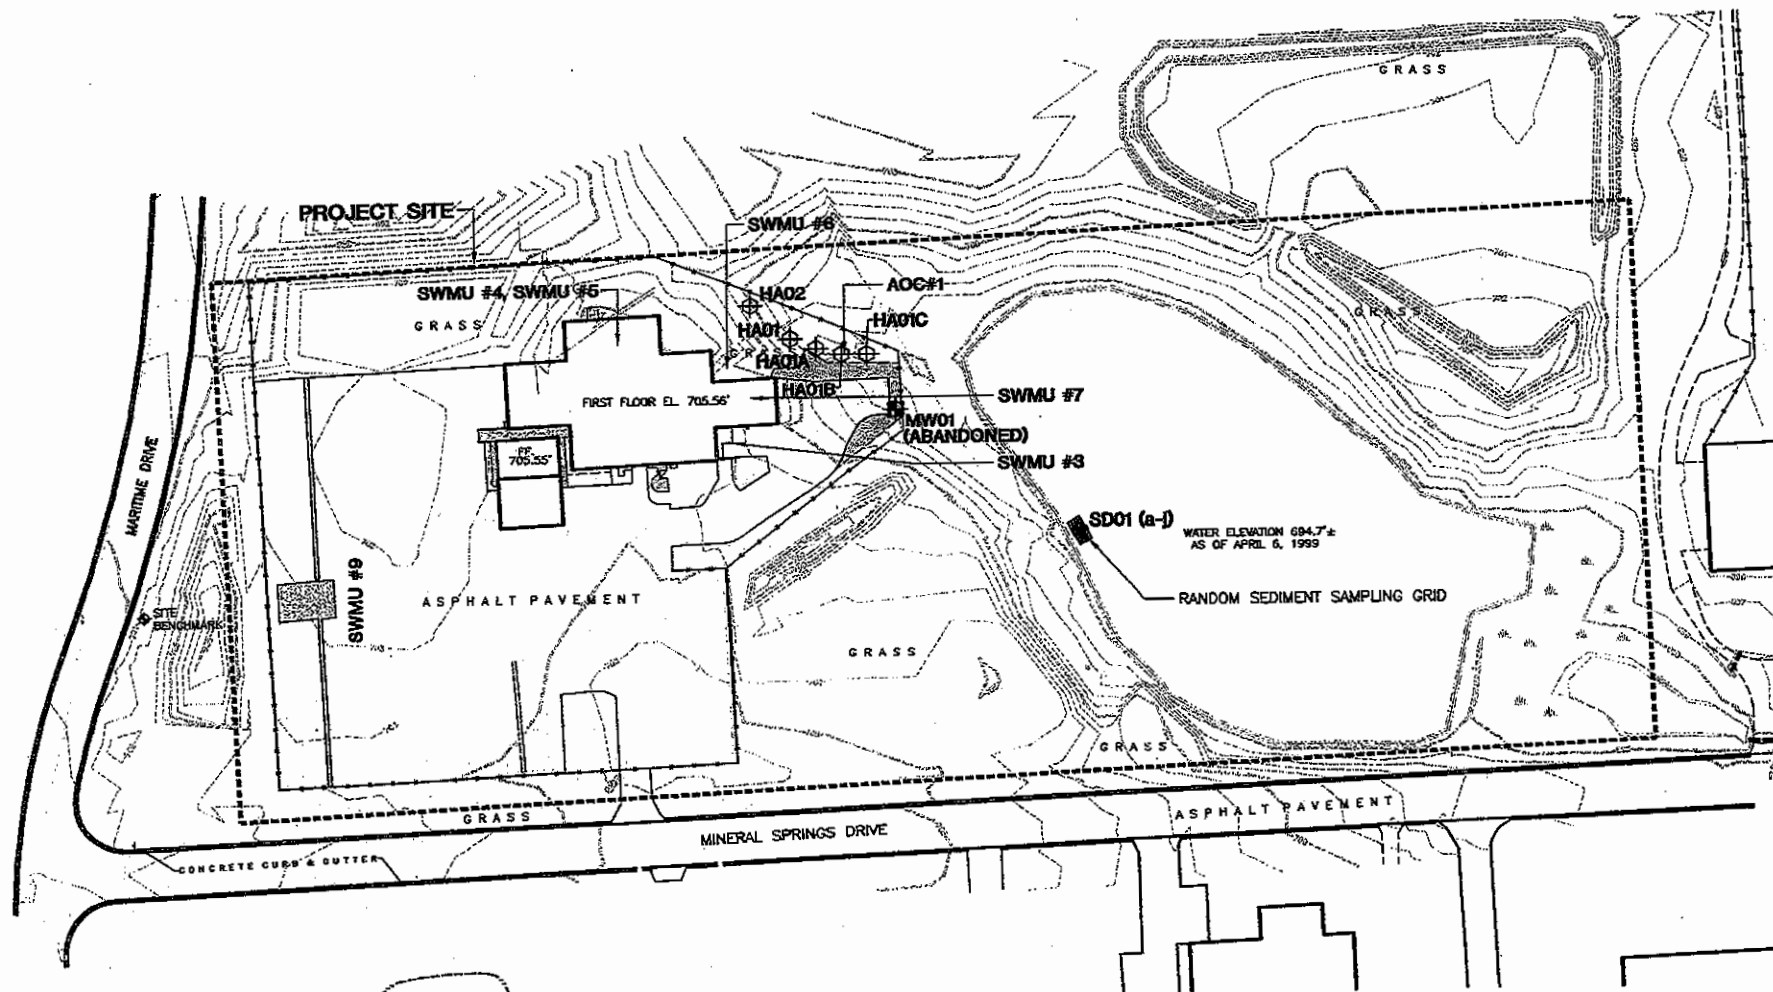 GRASS
PROJECT SITE
SWMU #6
SWMU #4, SWMU #5
HA02
AOC#1
GRASS
HA01
HA01C
GRASS
HA01A
HA01B
FIRST FLOOR EL. 705.56'
SWMU #7
MW01
(ABANDONED)
FF.
705.55'
SWMU #3
MARITIME DRIVE
SD01 (a-j)
WATER ELEVATION 694.7'±
AS OF APRIL 6, 1999
SWMU #9
ASPHALT PAVEMENT
RANDOM SEDIMENT SAMPLING GRID
SITE
BENCHMARK
GRASS
GRASS
GRASS
ASPHALT PAVEMENT
MINERAL SPRINGS DRIVE
CONCRETE CURB & GUTTER